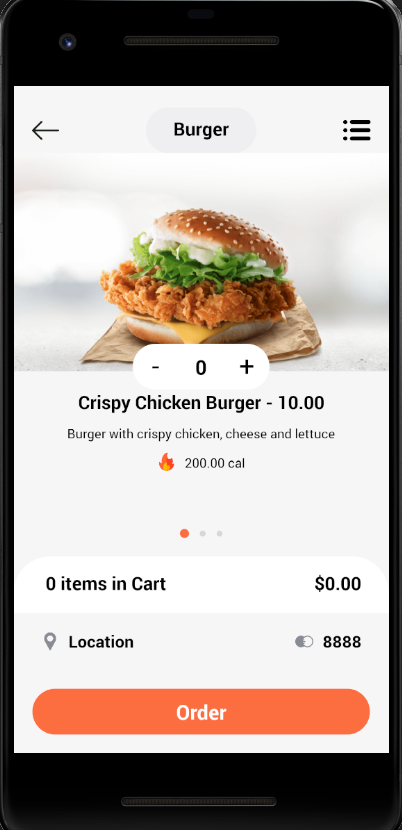 Burger
- 0 +
Crispy Chicken Burger - 10.00
Burger with crispy chicken, cheese and lettuce
200.00 cal
0 items in Cart $0.00
Location 8888
Order